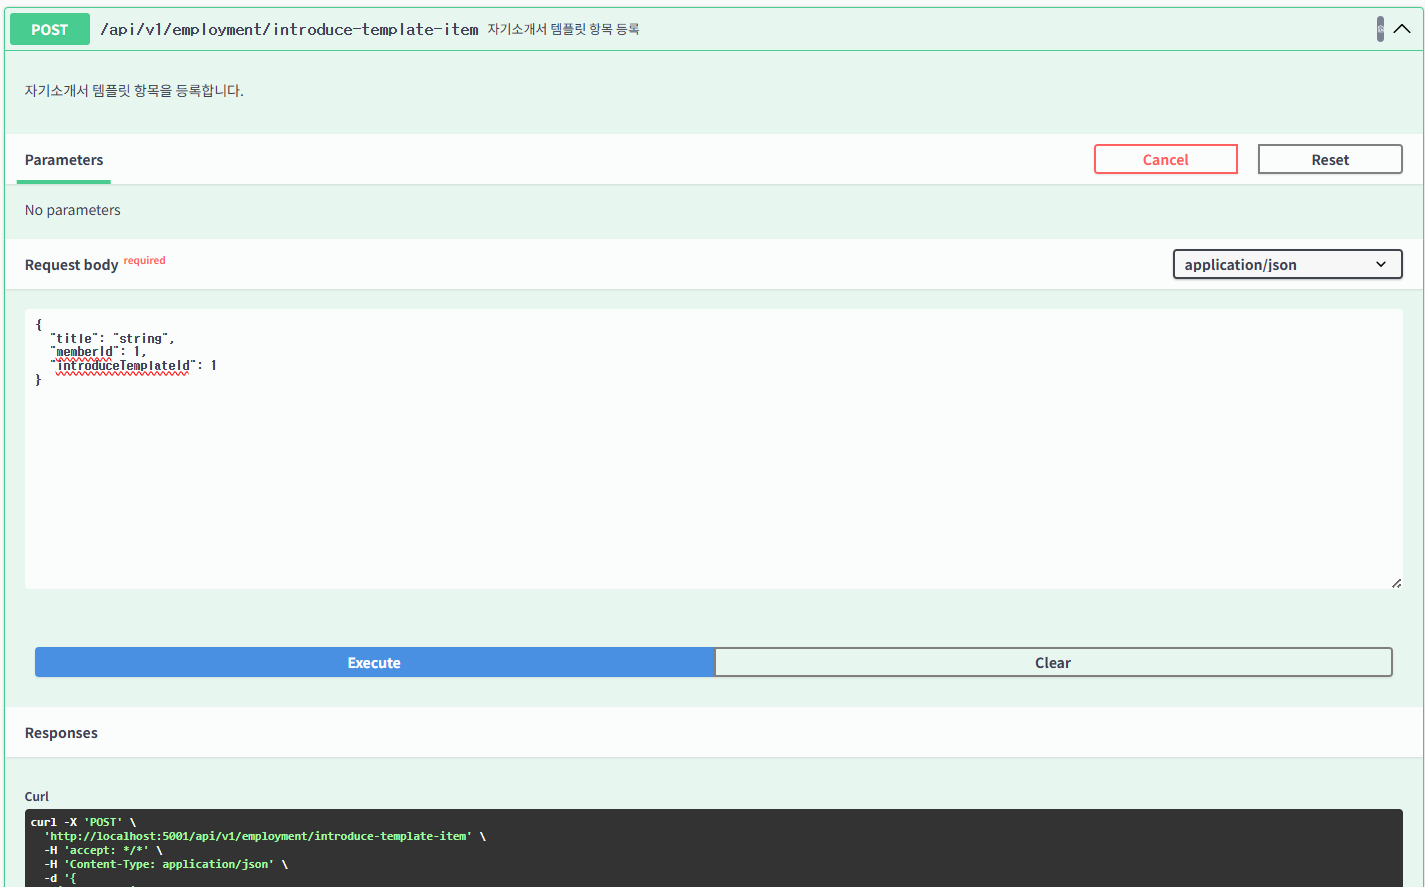 POST /api/v1/employment/introduce-template-item 자기소개서 템플릿 항목 등록
자기소개서 템플릿 항목을 등록합니다.
Parameters
Cancel
Reset
No parameters
Request body required
application/json
{
"title": "string",
"memberId": 1,
"introduceTemplateId": 1
}
Execute
Clear
Responses
Curl
curl -X 'POST' \
'http://localhost:5001/api/v1/employment/introduce-template-item' \
-H 'accept: */*' \
-H 'Content-Type: application/json' \
-d '{